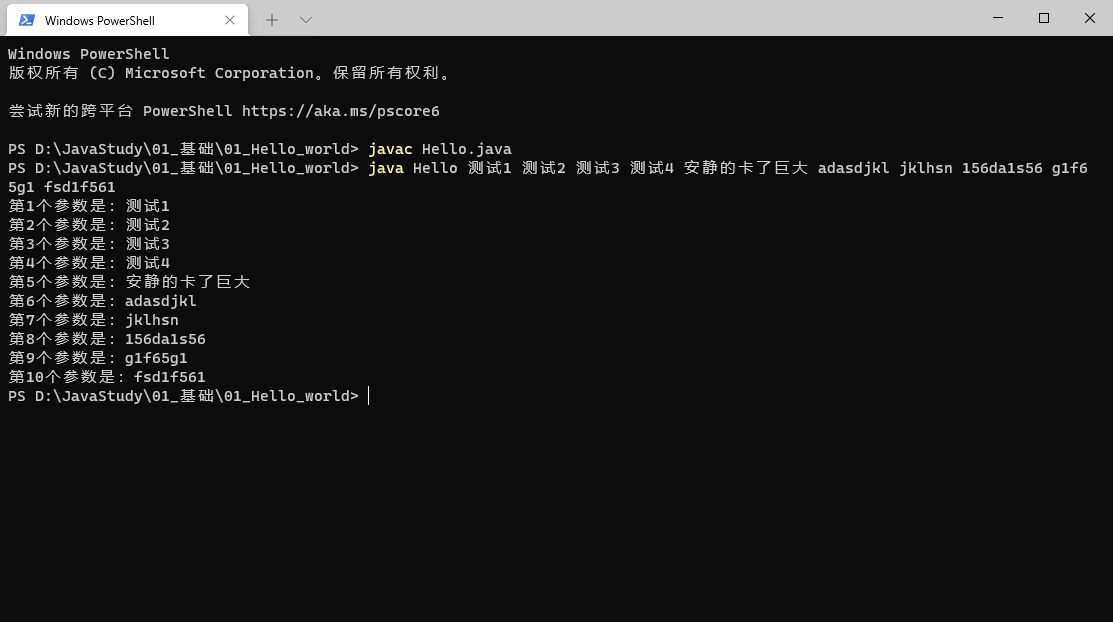 Windows PowerShell
Windows PowerShell
版权所有 (C) Microsoft Corporation。保留所有权利。
尝试新的跨平台 PowerShell https://aka.ms/pscore6
PS D:\JavaStudy\01_基础\01_Hello_world> javac Hello.java
PS D:\JavaStudy\01_基础\01_Hello_world> java Hello 测试1 测试2 测试3 测试4 安静的卡了巨大 adasdjkl jklhsn 156da1s56 g1f6
5g1 fsd1f561
第1个参数是: 测试1
第2个参数是: 测试2
第3个参数是: 测试3
第4个参数是: 测试4
第5个参数是: 安静的卡了巨大
第6个参数是: adasdjkl
第7个参数是: jklhsn
第8个参数是: 156da1s56
第9个参数是: g1f65g1
第10个参数是: fsd1f561
PS D:\JavaStudy\01_基础\01_Hello_world>